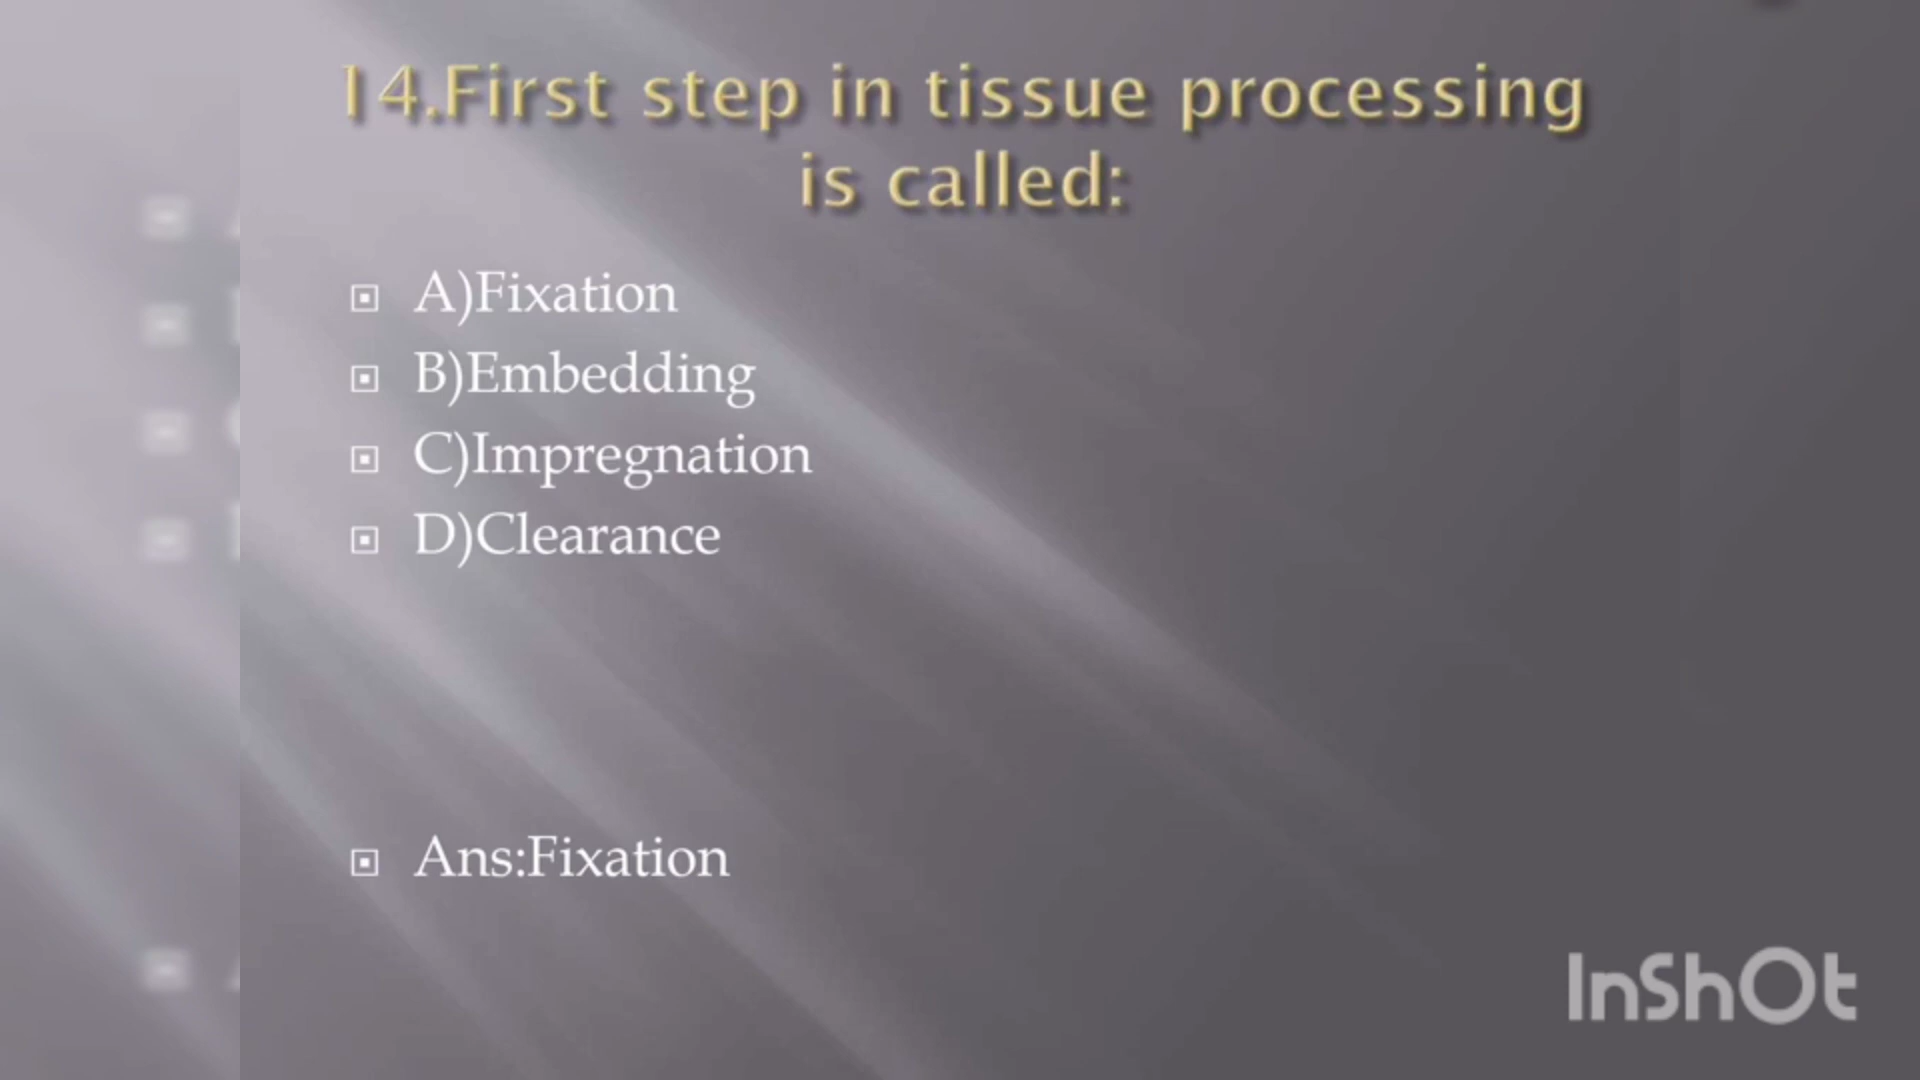 14.First step in tissue processing
is called:
A)Fixation
B)Embedding
C)Impregnation
D)Clearance
Ans:Fixation
InShOt